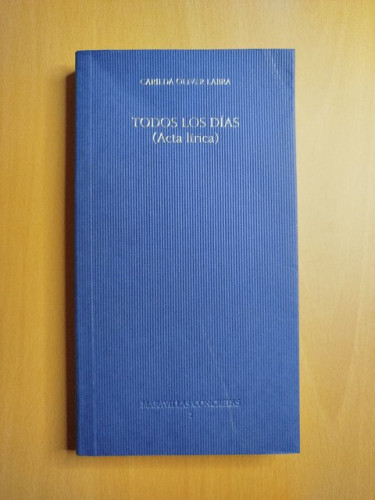 CARILDA OLIVER LABRA
TODOS LOS DÍAS
(Acta lírica)
MARAVILLAS CONCRETAS